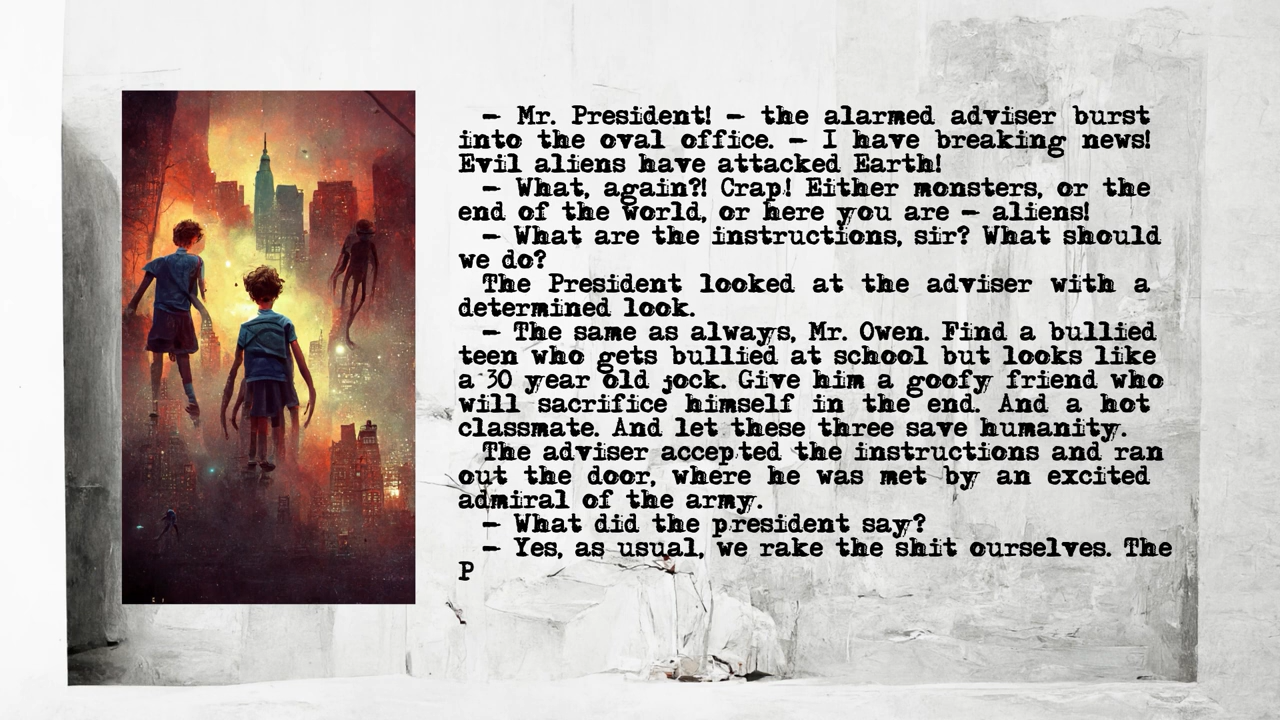 — Mr. President! — the alarmed adviser burst
into the oval office. — I have breaking news!
Evil aliens have attacked Earth!
— What, again?! Crap! Either monsters, or the
end of the world, or here you are — aliens!
— What are the instructions, sir? What should
we do?
The President looked at the adviser with a
determined look.
— The same as always, Mr. Owen. Find a bullied
teen who gets bullied at school but looks like
a 30 year old jock. Give him a goofy friend who
will sacrifice himself in the end. And a hot
classmate. And let these three save humanity.
The adviser accepted the instructions and ran
out the door, where he was met by an excited
admiral of the army.
— What did the president say?
— Yes, as usual, we rake the shit ourselves. The
P